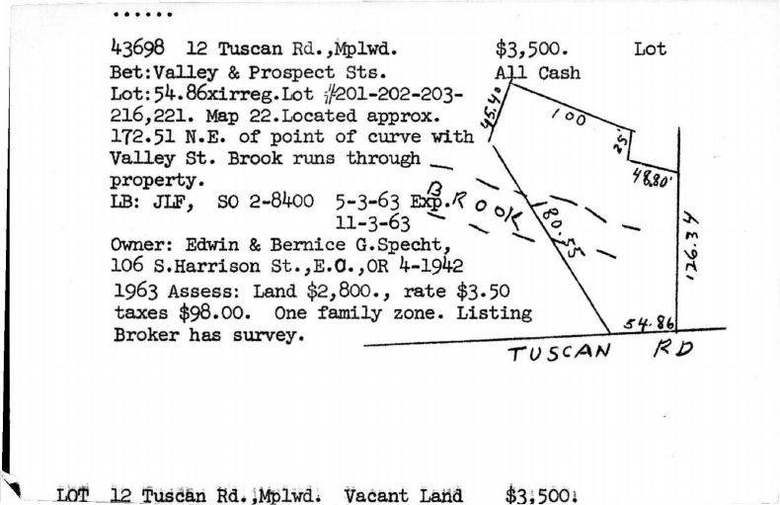 43698 12 Tuscan Rd.,Mplwd. $3,500. Lot
Bet:Valley & Prospect Sts. All Cash
Lot:54.86xirreg.Lot #201-202-203-
216,221. Map 22.Located approx.
172.51 N.E. of point of curve with
Valley St. Brook runs through
property.
LB: JLF, SO 2-8400 5-3-63 Exp.
11-3-63
Owner: Edwin & Bernice G.Specht,
106 S.Harrison St.,E.O.,OR 4-1942
1963 Assess: Land $2,800., rate $3.50
taxes $98.00. One family zone. Listing
Broker has survey.
45.40
100
25'
48.80'
BROOK
180.55
126.34
54.86
TUSCAN RD
LOT 12 Tuscan Rd.,Mplwd. Vacant Land $3,500.